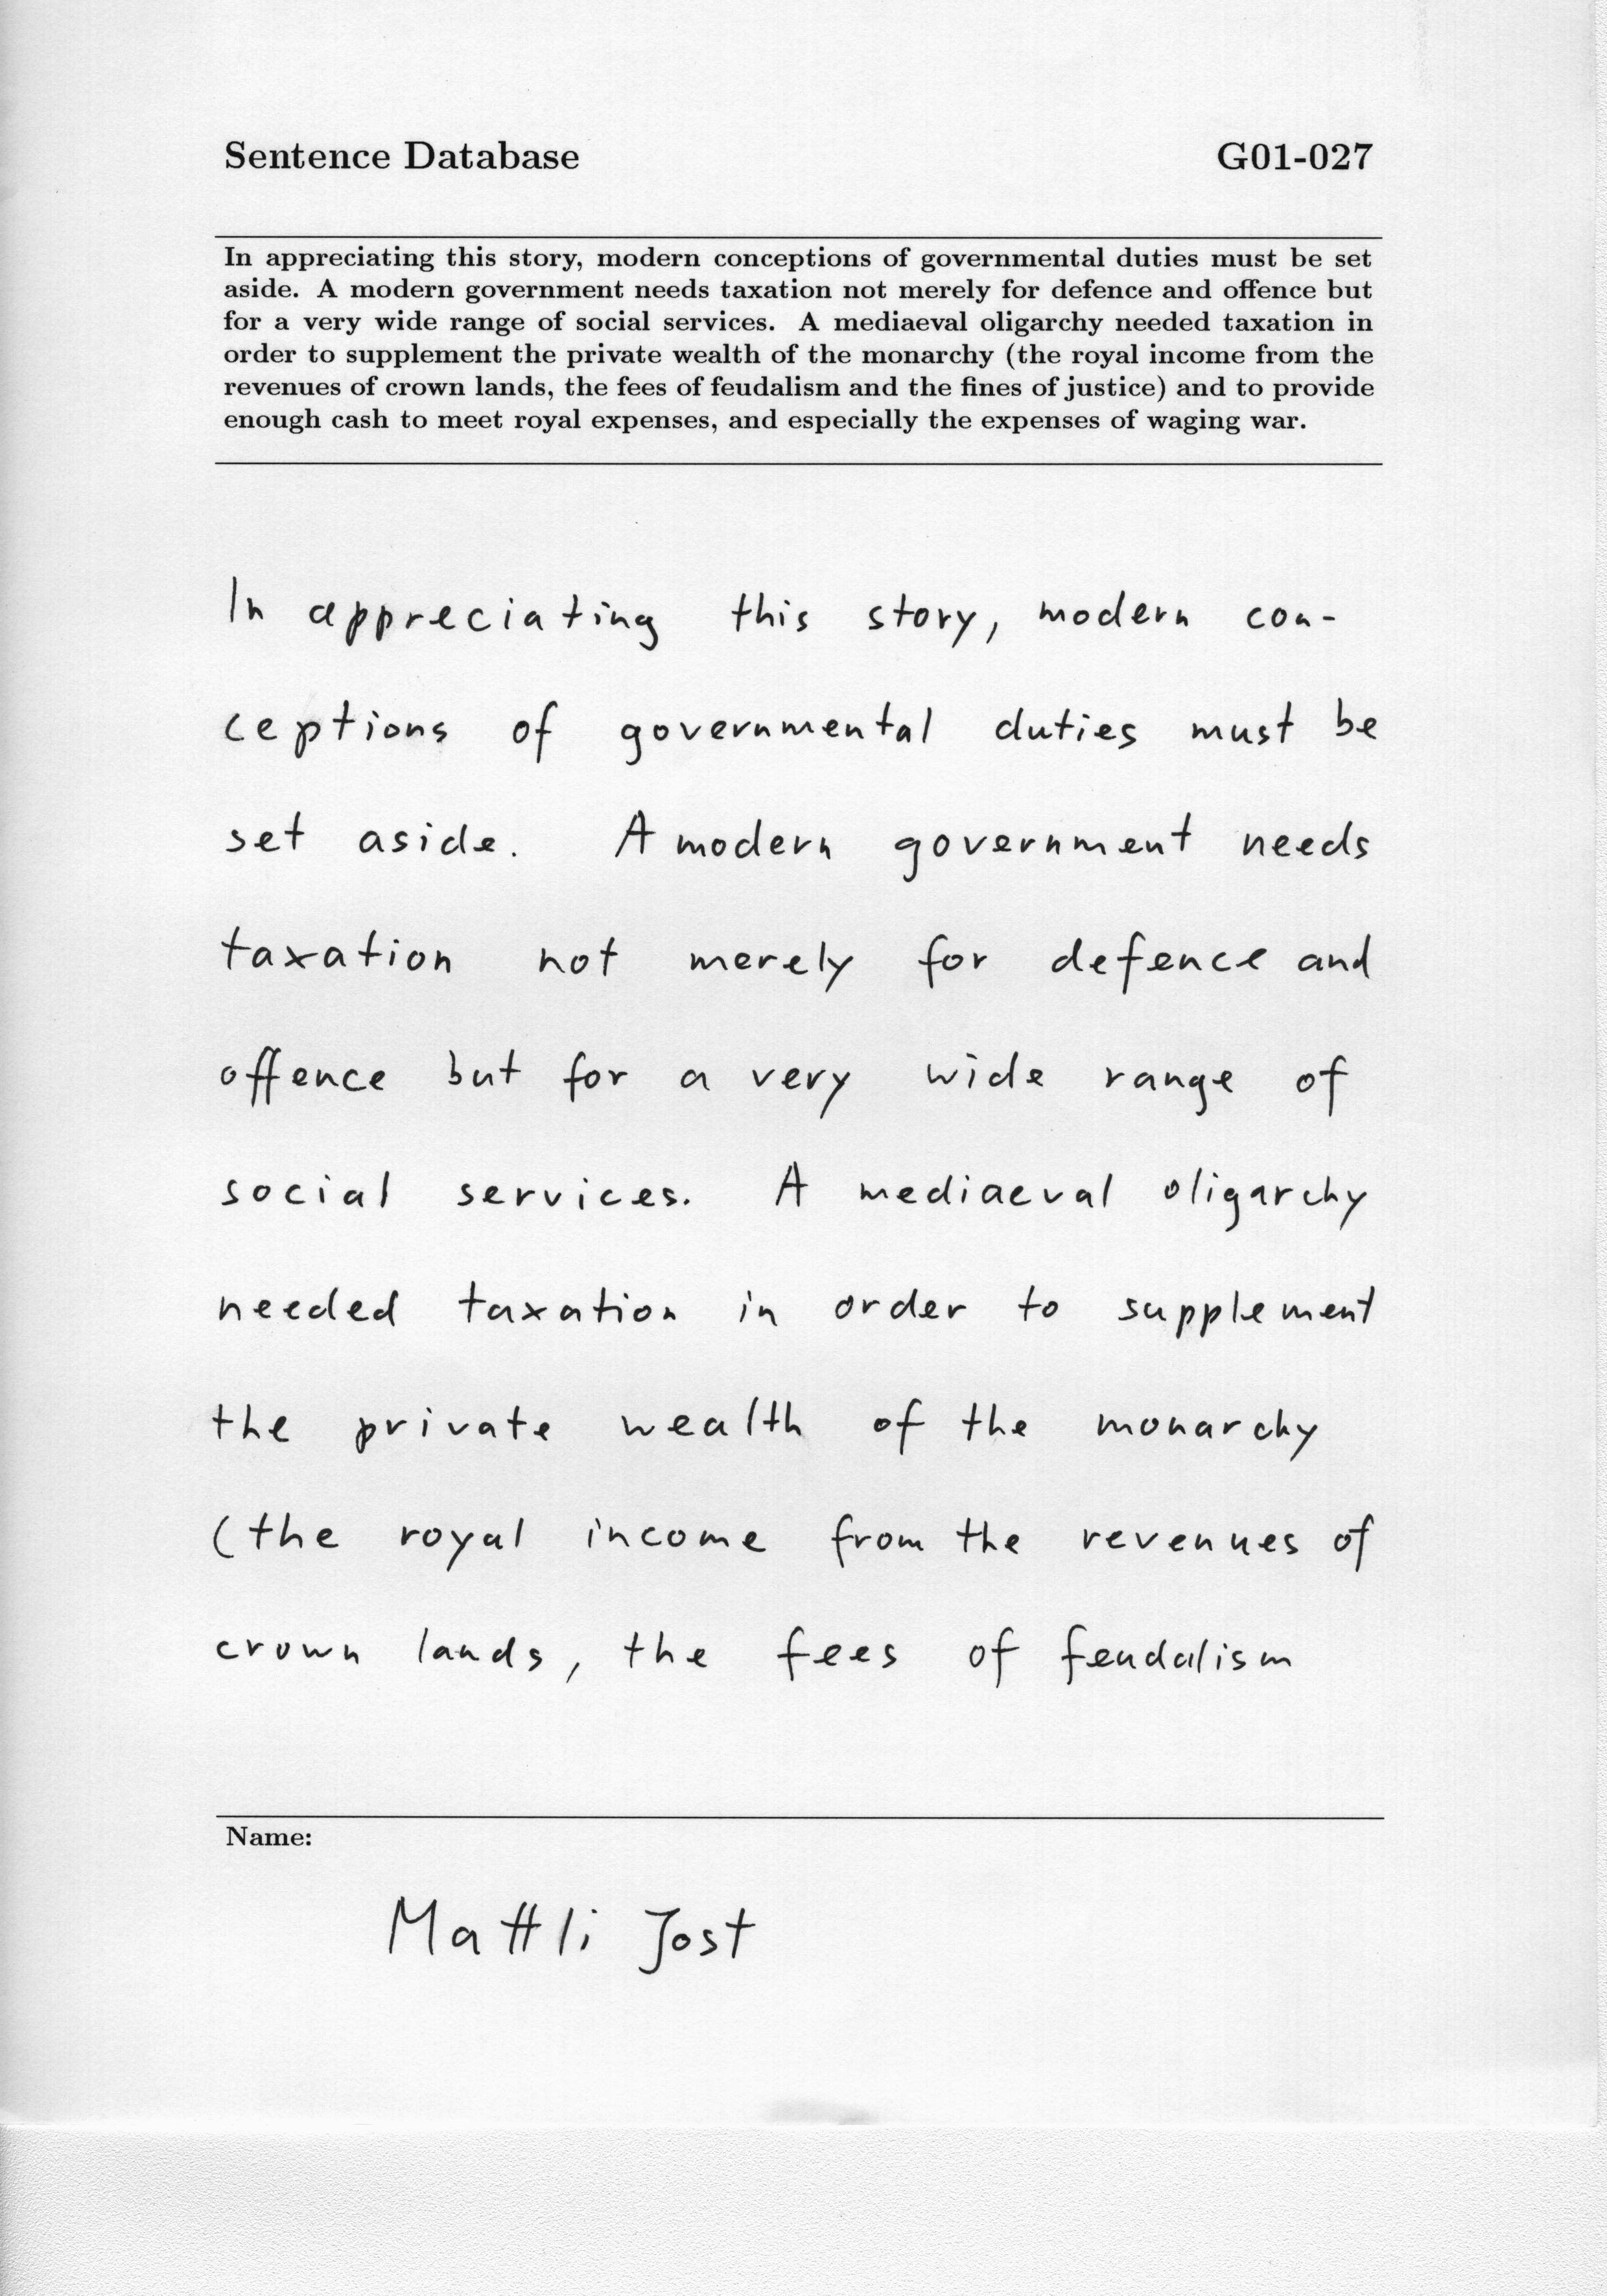 Sentence Database G01-027
In appreciating this story, modern conceptions of governmental duties must be set
aside. A modern government needs taxation not merely for defence and offence but
for a very wide range of social services. A mediaeval oligarchy needed taxation in
order to supplement the private wealth of the monarchy (the royal income from the
revenues of crown lands, the fees of feudalism and the fines of justice) and to provide
enough cash to meet royal expenses, and especially the expenses of waging war.
In appreciating this story, modern con-
ceptions of governmental duties must be
set aside. A modern government needs
taxation not merely for defence and
offence but for a very wide range of
social services. A mediaeval oligarchy
needed taxation in order to supplement
the private wealth of the monarchy
(the royal income from the revenues of
crown lands, the fees of feudalism
Name:
Mattli Jost